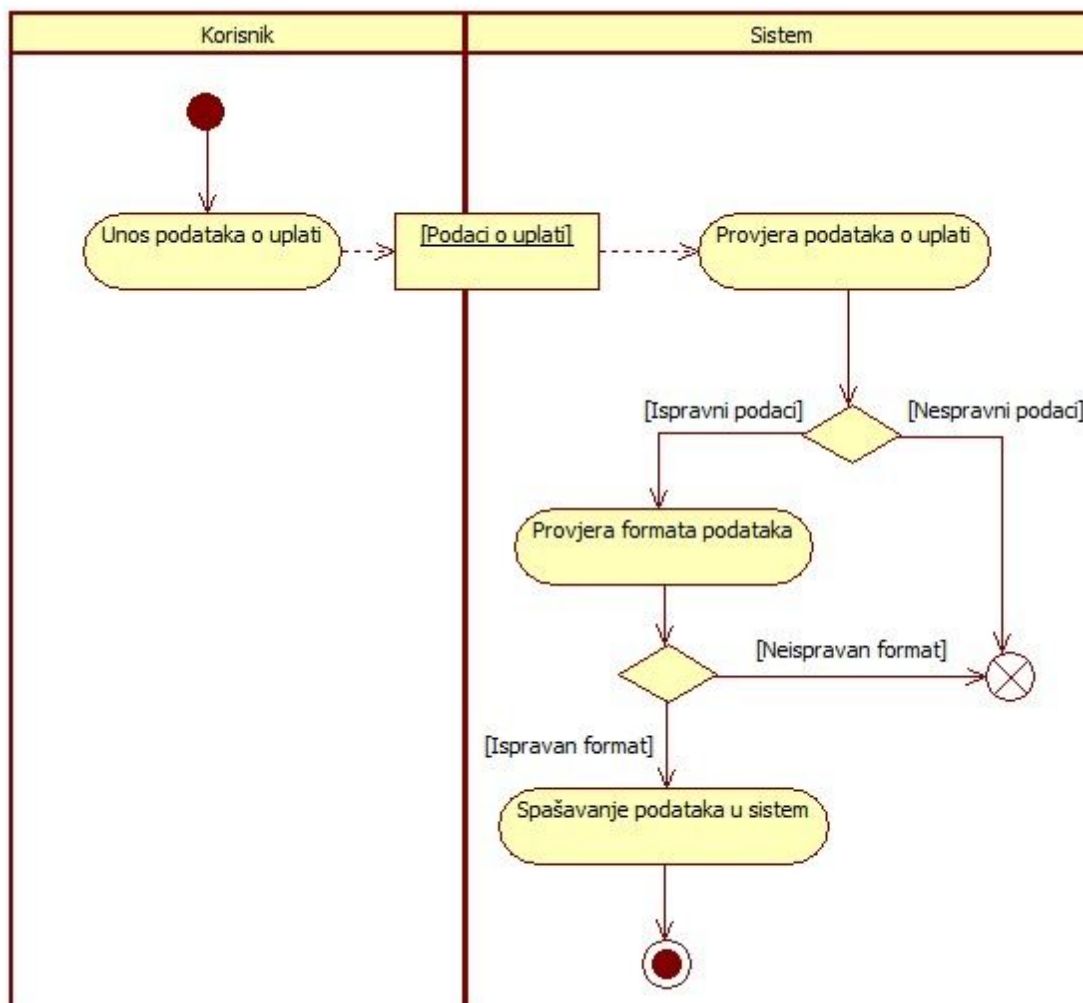 Korisnik
Sistem
Unos podataka o uplati
[Podaci o uplati]
Provjera podataka o uplati
[Ispravni podaci]
[Nespravni podaci]
Provjera formata podataka
[Neispravan format]
[Ispravan format]
Spašavanje podataka u sistem